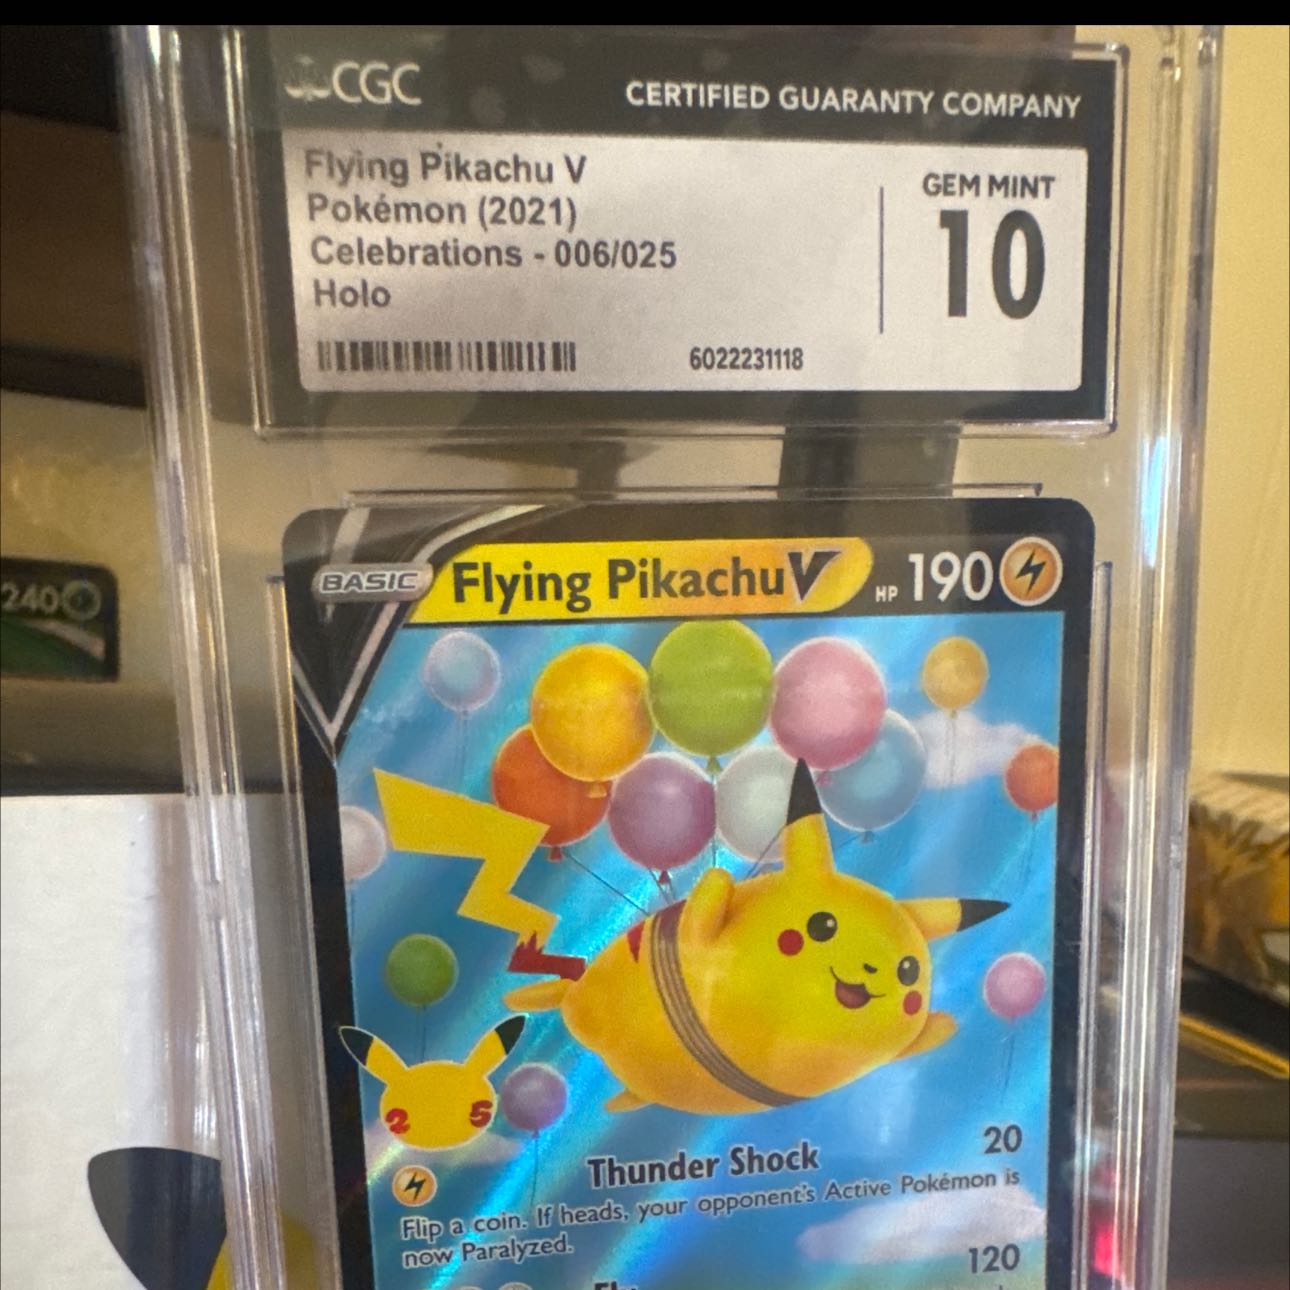 CGC
CERTIFIED GUARANTY COMPANY
Flying Pikachu V
Pokémon (2021)
Celebrations - 006/025
Holo
GEM MINT
10
6022231118
BASIC
Flying Pikachu V
HP 190
240
25
Thunder Shock 20
Flip a coin. If heads, your opponent's Active Pokémon is
now Paralyzed.
120